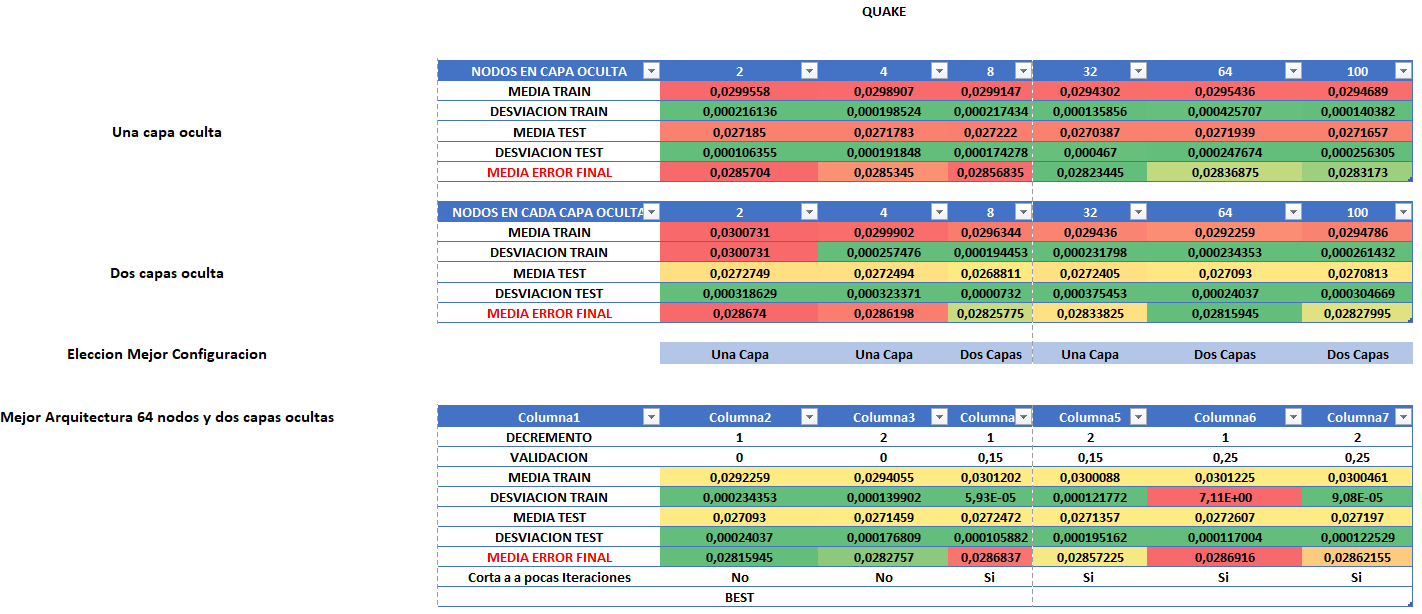 QUAKE
NODOS EN CAPA OCULTA 2 4 8 32 64 100
MEDIA TRAIN 0,0299558 0,0298907 0,0299147 0,0294302 0,0295436 0,0294689
DESVIACION TRAIN 0,000216136 0,000198524 0,000217434 0,000135856 0,000425707 0,000140382
Una capa oculta MEDIA TEST 0,027185 0,0271783 0,027222 0,0270387 0,0271939 0,0271657
DESVIACION TEST 0,000106355 0,000191848 0,000174278 0,000467 0,000247674 0,000256305
MEDIA ERROR FINAL 0,0285704 0,0285345 0,02856835 0,02823445 0,02836875 0,0283173
NODOS EN CADA CAPA OCULTA 2 4 8 32 64 100
MEDIA TRAIN 0,0300731 0,0299902 0,0296344 0,029436 0,0292259 0,0294786
DESVIACION TRAIN 0,0300731 0,000257476 0,000194453 0,000231798 0,000234353 0,000261432
Dos capas oculta MEDIA TEST 0,0272749 0,0272494 0,0268811 0,0272405 0,027093 0,0270813
DESVIACION TEST 0,000318629 0,000323371 0,0000732 0,000375453 0,00024037 0,000304669
MEDIA ERROR FINAL 0,028674 0,0286198 0,02825775 0,02833825 0,02815945 0,02827995
Eleccion Mejor Configuracion Una Capa Una Capa Dos Capas Una Capa Dos Capas Dos Capas
Mejor Arquitectura 64 nodos y dos capas ocultas Columna1 Columna2 Columna3 Columna Columna5 Columna6 Columna7
DECREMENTO 1 2 1 2 1 2
VALIDACION 0 0 0,15 0,15 0,25 0,25
MEDIA TRAIN 0,0292259 0,0294055 0,0301202 0,0300088 0,0301225 0,0300461
DESVIACION TRAIN 0,000234353 0,000139902 5,93E-05 0,000121772 7,11E+00 9,08E-05
MEDIA TEST 0,027093 0,0271459 0,0272472 0,0271357 0,0272607 0,027197
DESVIACION TEST 0,00024037 0,000176809 0,000105882 0,000195162 0,000117004 0,000122529
MEDIA ERROR FINAL 0,02815945 0,0282757 0,0286837 0,02857225 0,0286916 0,02862155
Corta a a pocas Iteraciones No No Si Si Si Si
BEST